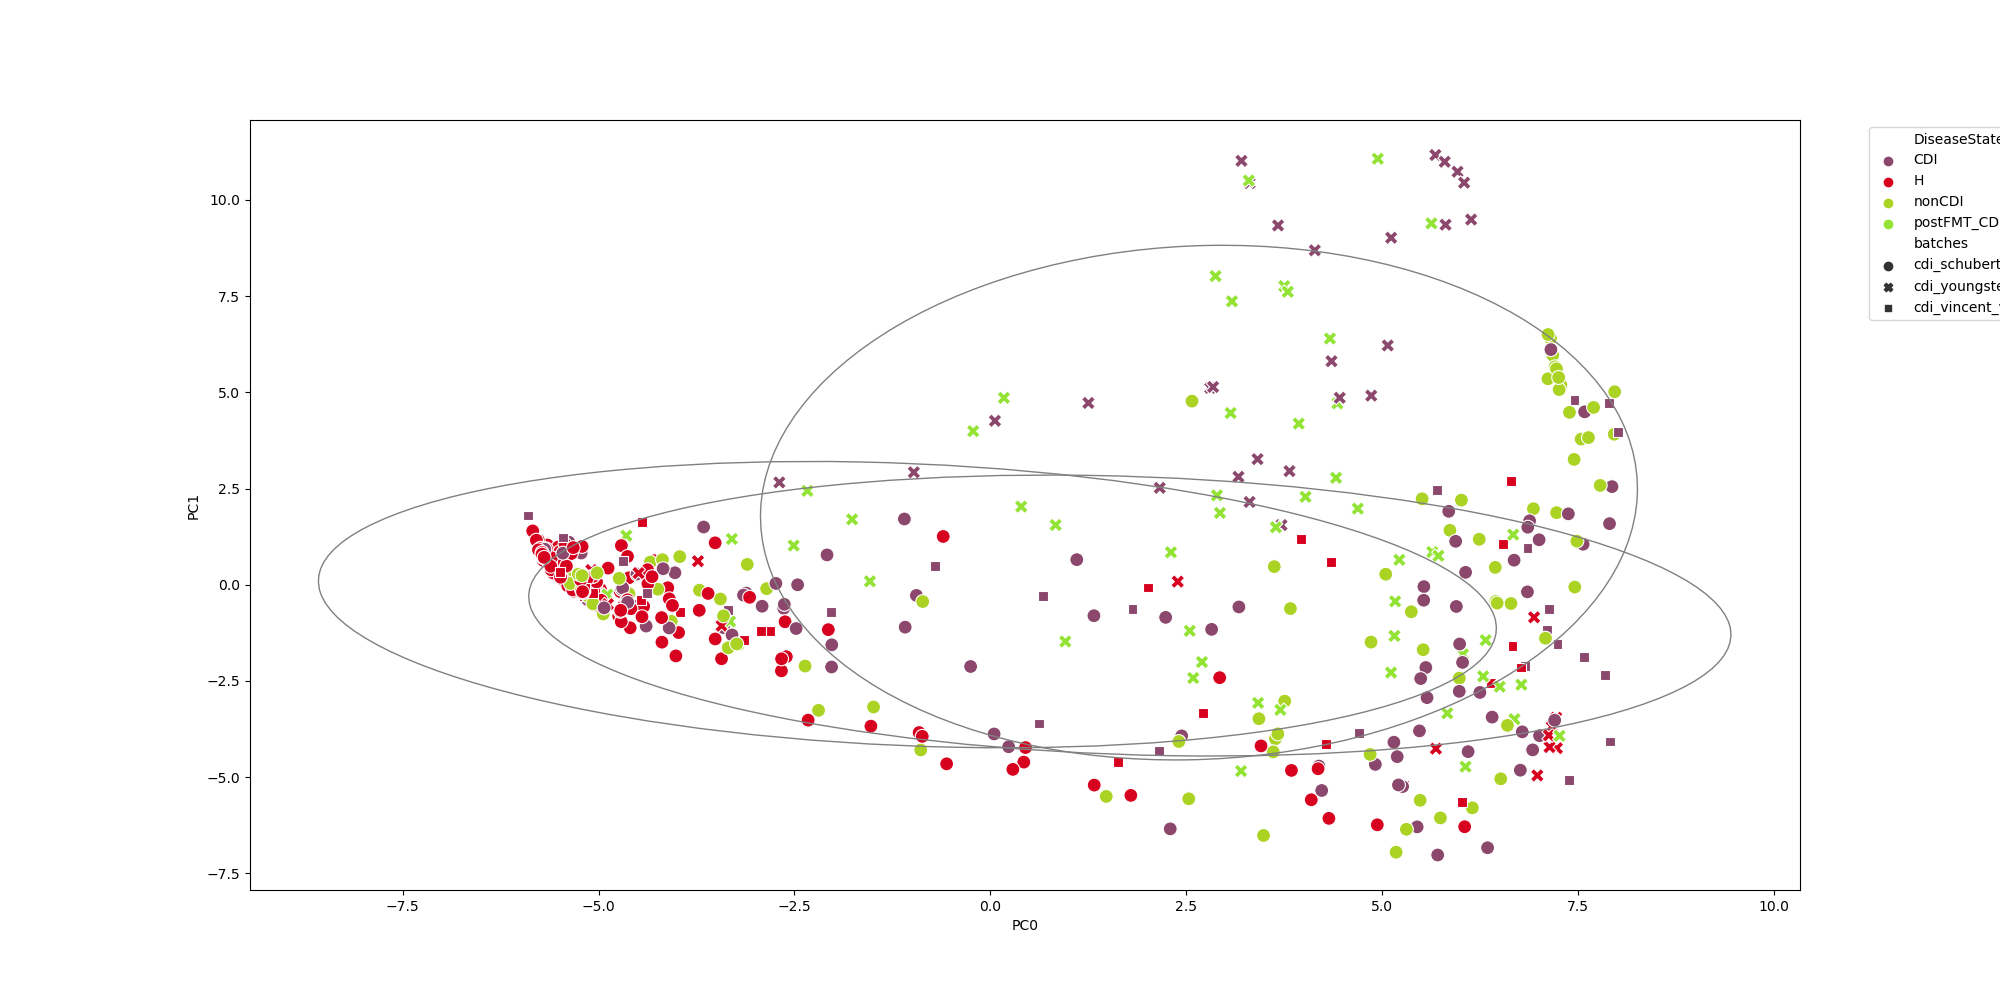 DiseaseState
CDI
H
nonCDI
postFMT_CD
batches
cdi_schubert
cdi_youngste
cdi_vincent_
10.0
7.5
5.0
2.5
0.0
−2.5
−5.0
−7.5
PC1
−7.5
−5.0
−2.5
0.0
2.5
5.0
7.5
10.0
PC0